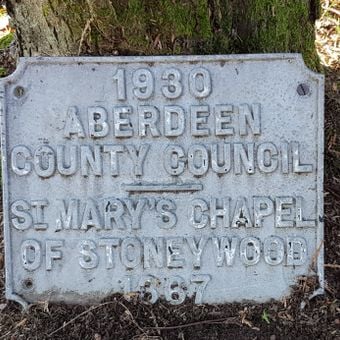 1930
ABERDEEN
COUNTY COUNCIL
ST MARY'S CHAPEL
OF STONEYWOOD
1367